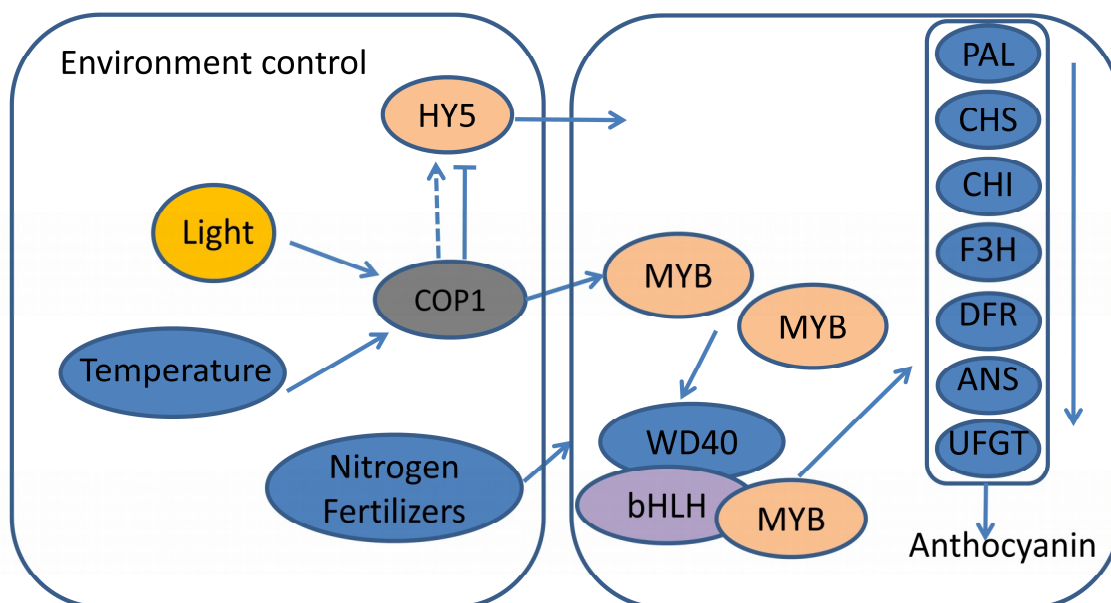 Environment control
HY5
Light
COP1
Temperature
Nitrogen
Fertilizers
MYB
MYB
WD40
bHLH
MYB
PAL
CHS
CHI
F3H
DFR
ANS
UFGT
Anthocyanin